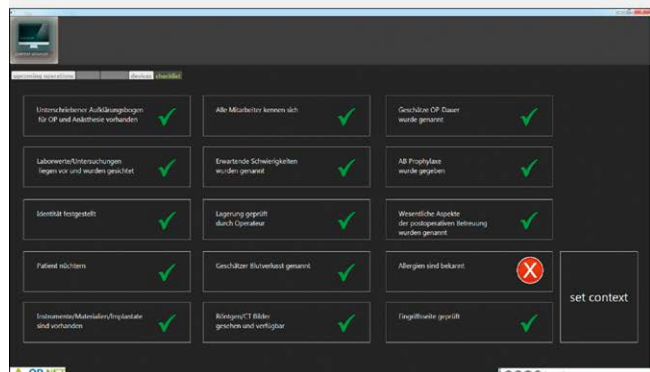 upcoming operations
devices
checklist
Unterschriebener Aufklärungsbogen
für OP und Anästhesie vorhanden
Alle Mitarbeiter kennen sich
Geschätze OP-Dauer
wurde genannt
Laborwerte/Untersuchungen
liegen vor und wurden gesichtet
Erwartende Schwierigkeiten
wurden genannt
AB Prophylaxe
wurde gegeben
Identität festgestellt
Lagerung geprüft
durch Operateur
Wesentliche Aspekte
der postoperativen Betreuung
wurden genannt
Patient nüchtern
Geschätzer Blutverlusst genannt
Allergien sind bekannt
X
Instrumente/Materialien/Implantate
sind vorhanden
Röntgen/CT Bilder
gesehen und verfügbar
Eingriffsseite geprüft
set context